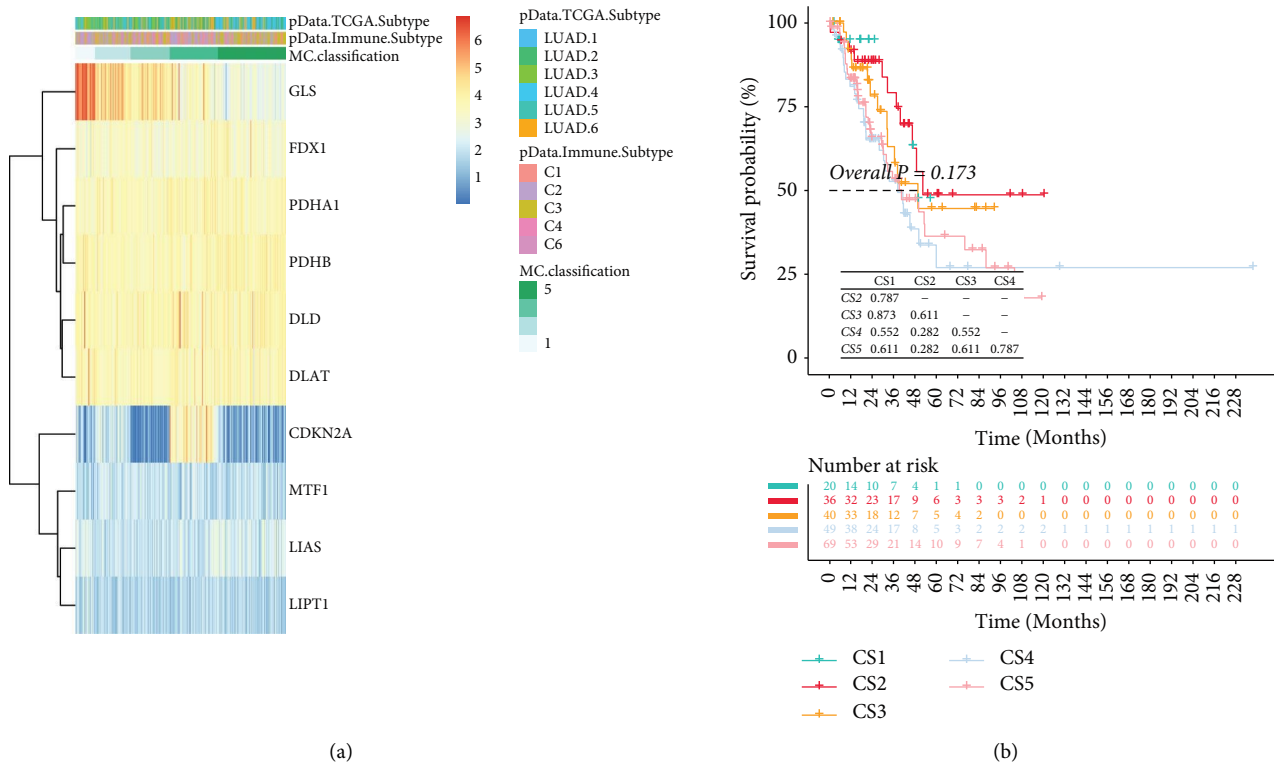 pData.TCGA.Subtype
pData.Immune.Subtype
MC.classification
GLS
FDX1
PDHA1
PDHB
DLD
DLAT
CDKN2A
MTF1
LIAS
LIPT1
6
5
4
3
2
1
pData.TCGA.Subtype
LUAD.1
LUAD.2
LUAD.3
LUAD.4
LUAD.5
LUAD.6
pData.Immune.Subtype
C1
C2
C3
C4
C6
MC.classification
5
1
(a)
Survival probability (%)
100
75
50
25
0
Overall P = 0.173
CS1 CS2 CS3 CS4
CS2 0.787 – – –
CS3 0.873 0.611 – –
CS4 0.552 0.282 0.552 –
CS5 0.611 0.282 0.611 0.787
0 12 24 36 48 60 72 84 96 108 120 132 144 156 168 180 192 204 216 228
Time (Months)
Number at risk
20 14 10 7 4 1 1 0 0 0 0 0 0 0 0 0 0 0 0 0
36 32 23 17 9 6 3 3 3 2 1 0 0 0 0 0 0 0 0 0
40 33 18 12 7 5 4 2 0 0 0 0 0 0 0 0 0 0 0 0
49 38 24 17 8 5 3 2 2 2 2 1 1 1 1 1 1 1 1 1
69 53 29 21 14 10 9 7 4 1 0 0 0 0 0 0 0 0 0 0
0 12 24 36 48 60 72 84 96 108 120 132 144 156 168 180 192 204 216 228
Time (Months)
CS1 CS4
CS2 CS5
CS3
(b)